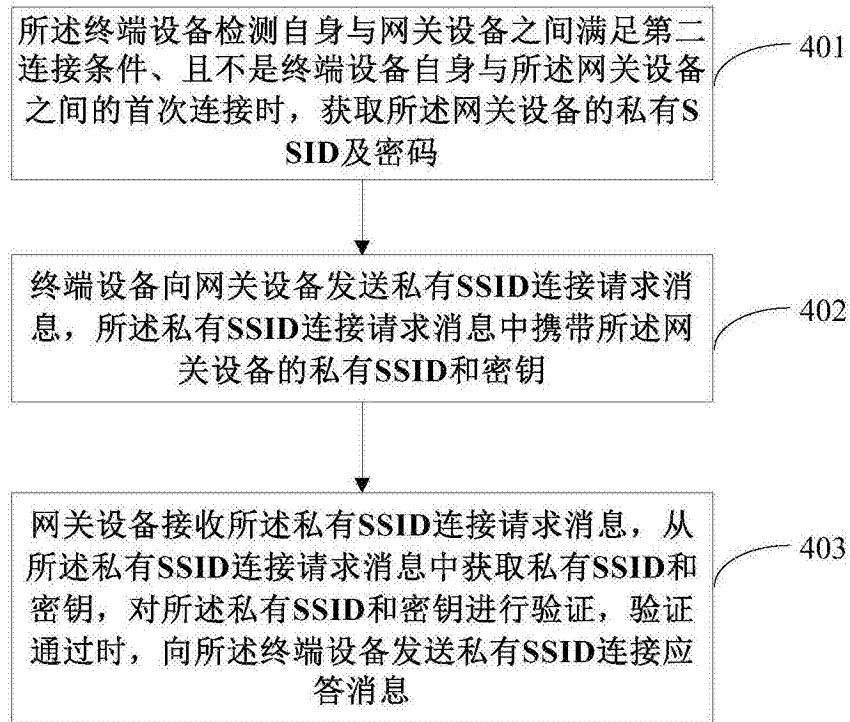 所述终端设备检测自身与网关设备之间满足第二
连接条件、且不是终端设备自身与所述网关设备
之间的首次连接时，获取所述网关设备的私有S
SID及密码
401
终端设备向网关设备发送私有SSID连接请求消
息，所述私有SSID连接请求消息中携带所述网
关设备的私有SSID和密钥
402
网关设备接收所述私有SSID连接请求消息，从
所述私有SSID连接请求消息中获取私有SSID和
密钥，对所述私有SSID和密钥进行验证，验证
通过时，向所述终端设备发送私有SSID连接应
答消息
403